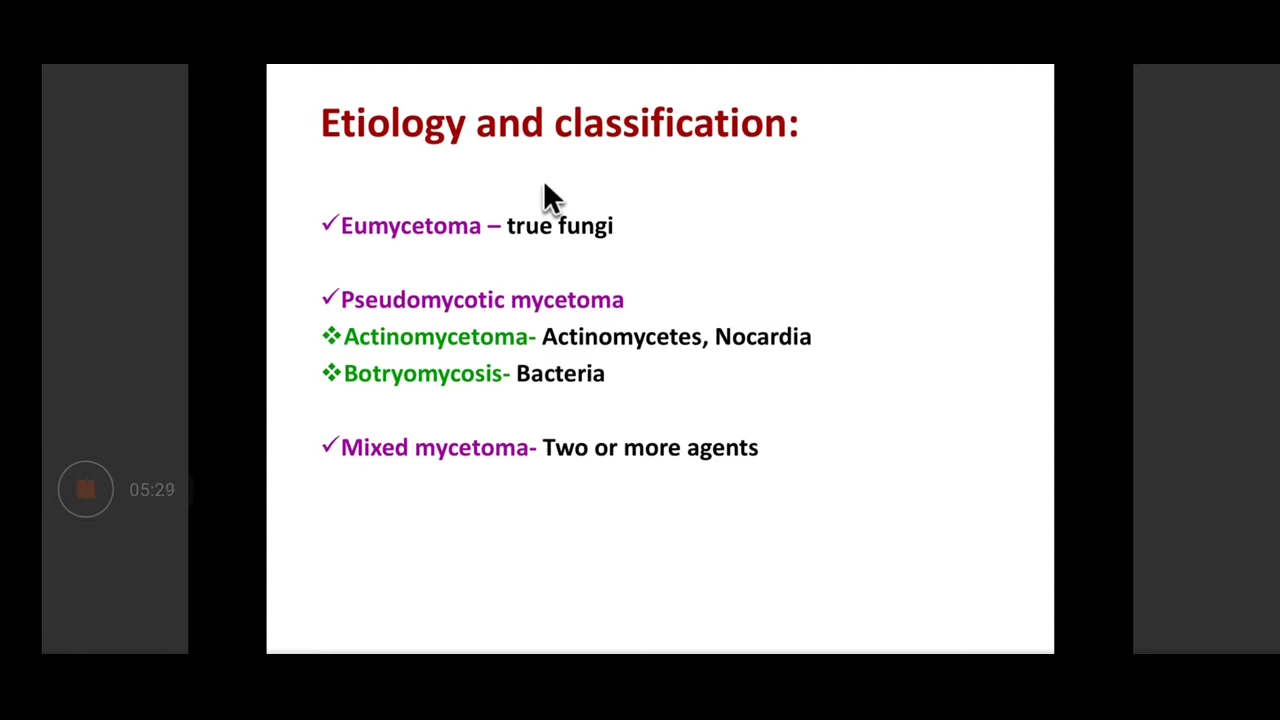 Etiology and classification:
✓Eumycetoma – true fungi
✓Pseudomycotic mycetoma
❖Actinomycetoma- Actinomycetes, Nocardia
❖Botryomycosis- Bacteria
✓Mixed mycetoma- Two or more agents
05:29